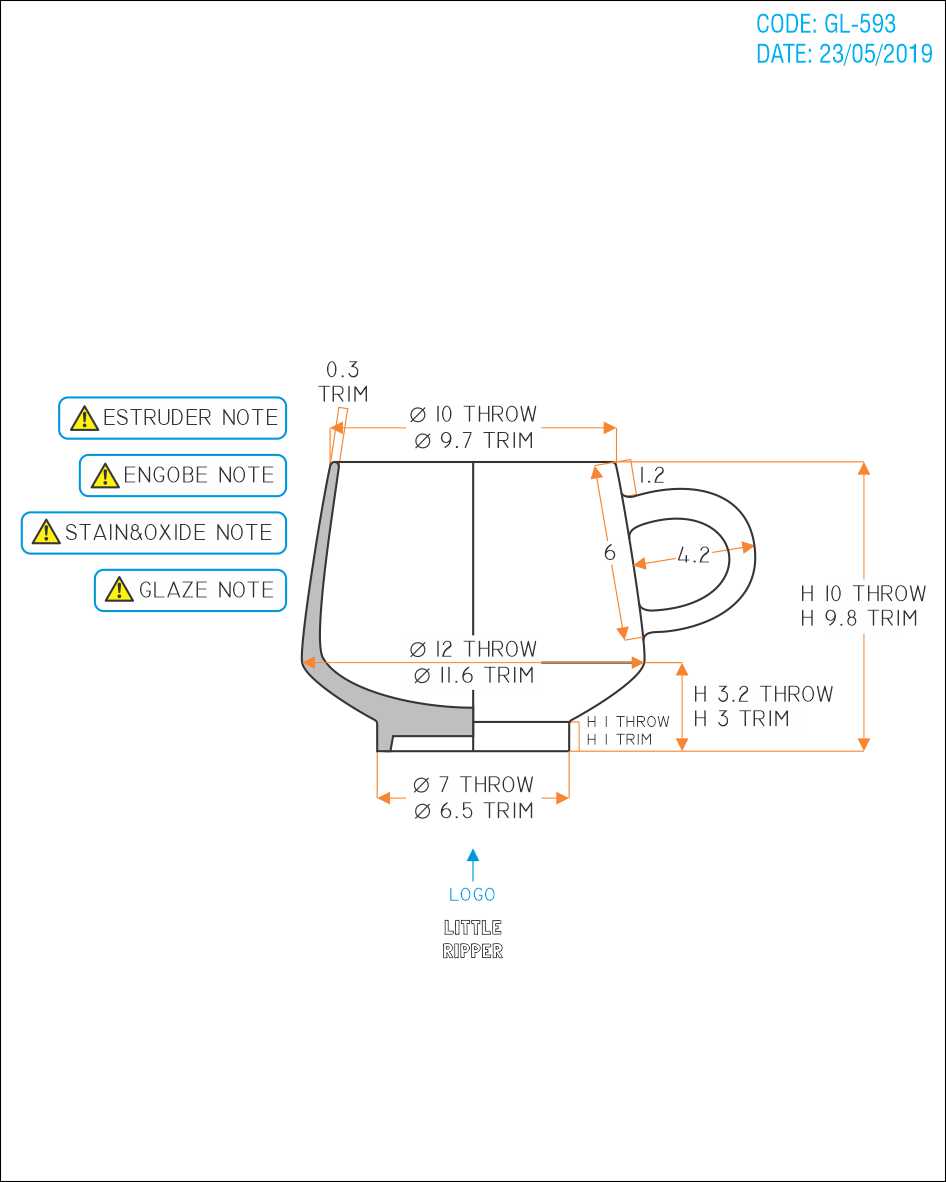 CODE: GL-593
DATE: 23/05/2019
0.3
TRIM
ESTRUDER NOTE
ENGOBE NOTE
STAIN&OXIDE NOTE
GLAZE NOTE
Ø 10 THROW
Ø 9.7 TRIM
1.2
6
4.2
H 10 THROW
H 9.8 TRIM
Ø 12 THROW
Ø 11.6 TRIM
H 3.2 THROW
H 3 TRIM
H 1 THROW
H 1 TRIM
Ø 7 THROW
Ø 6.5 TRIM
LOGO
LITTLE
RIPPER